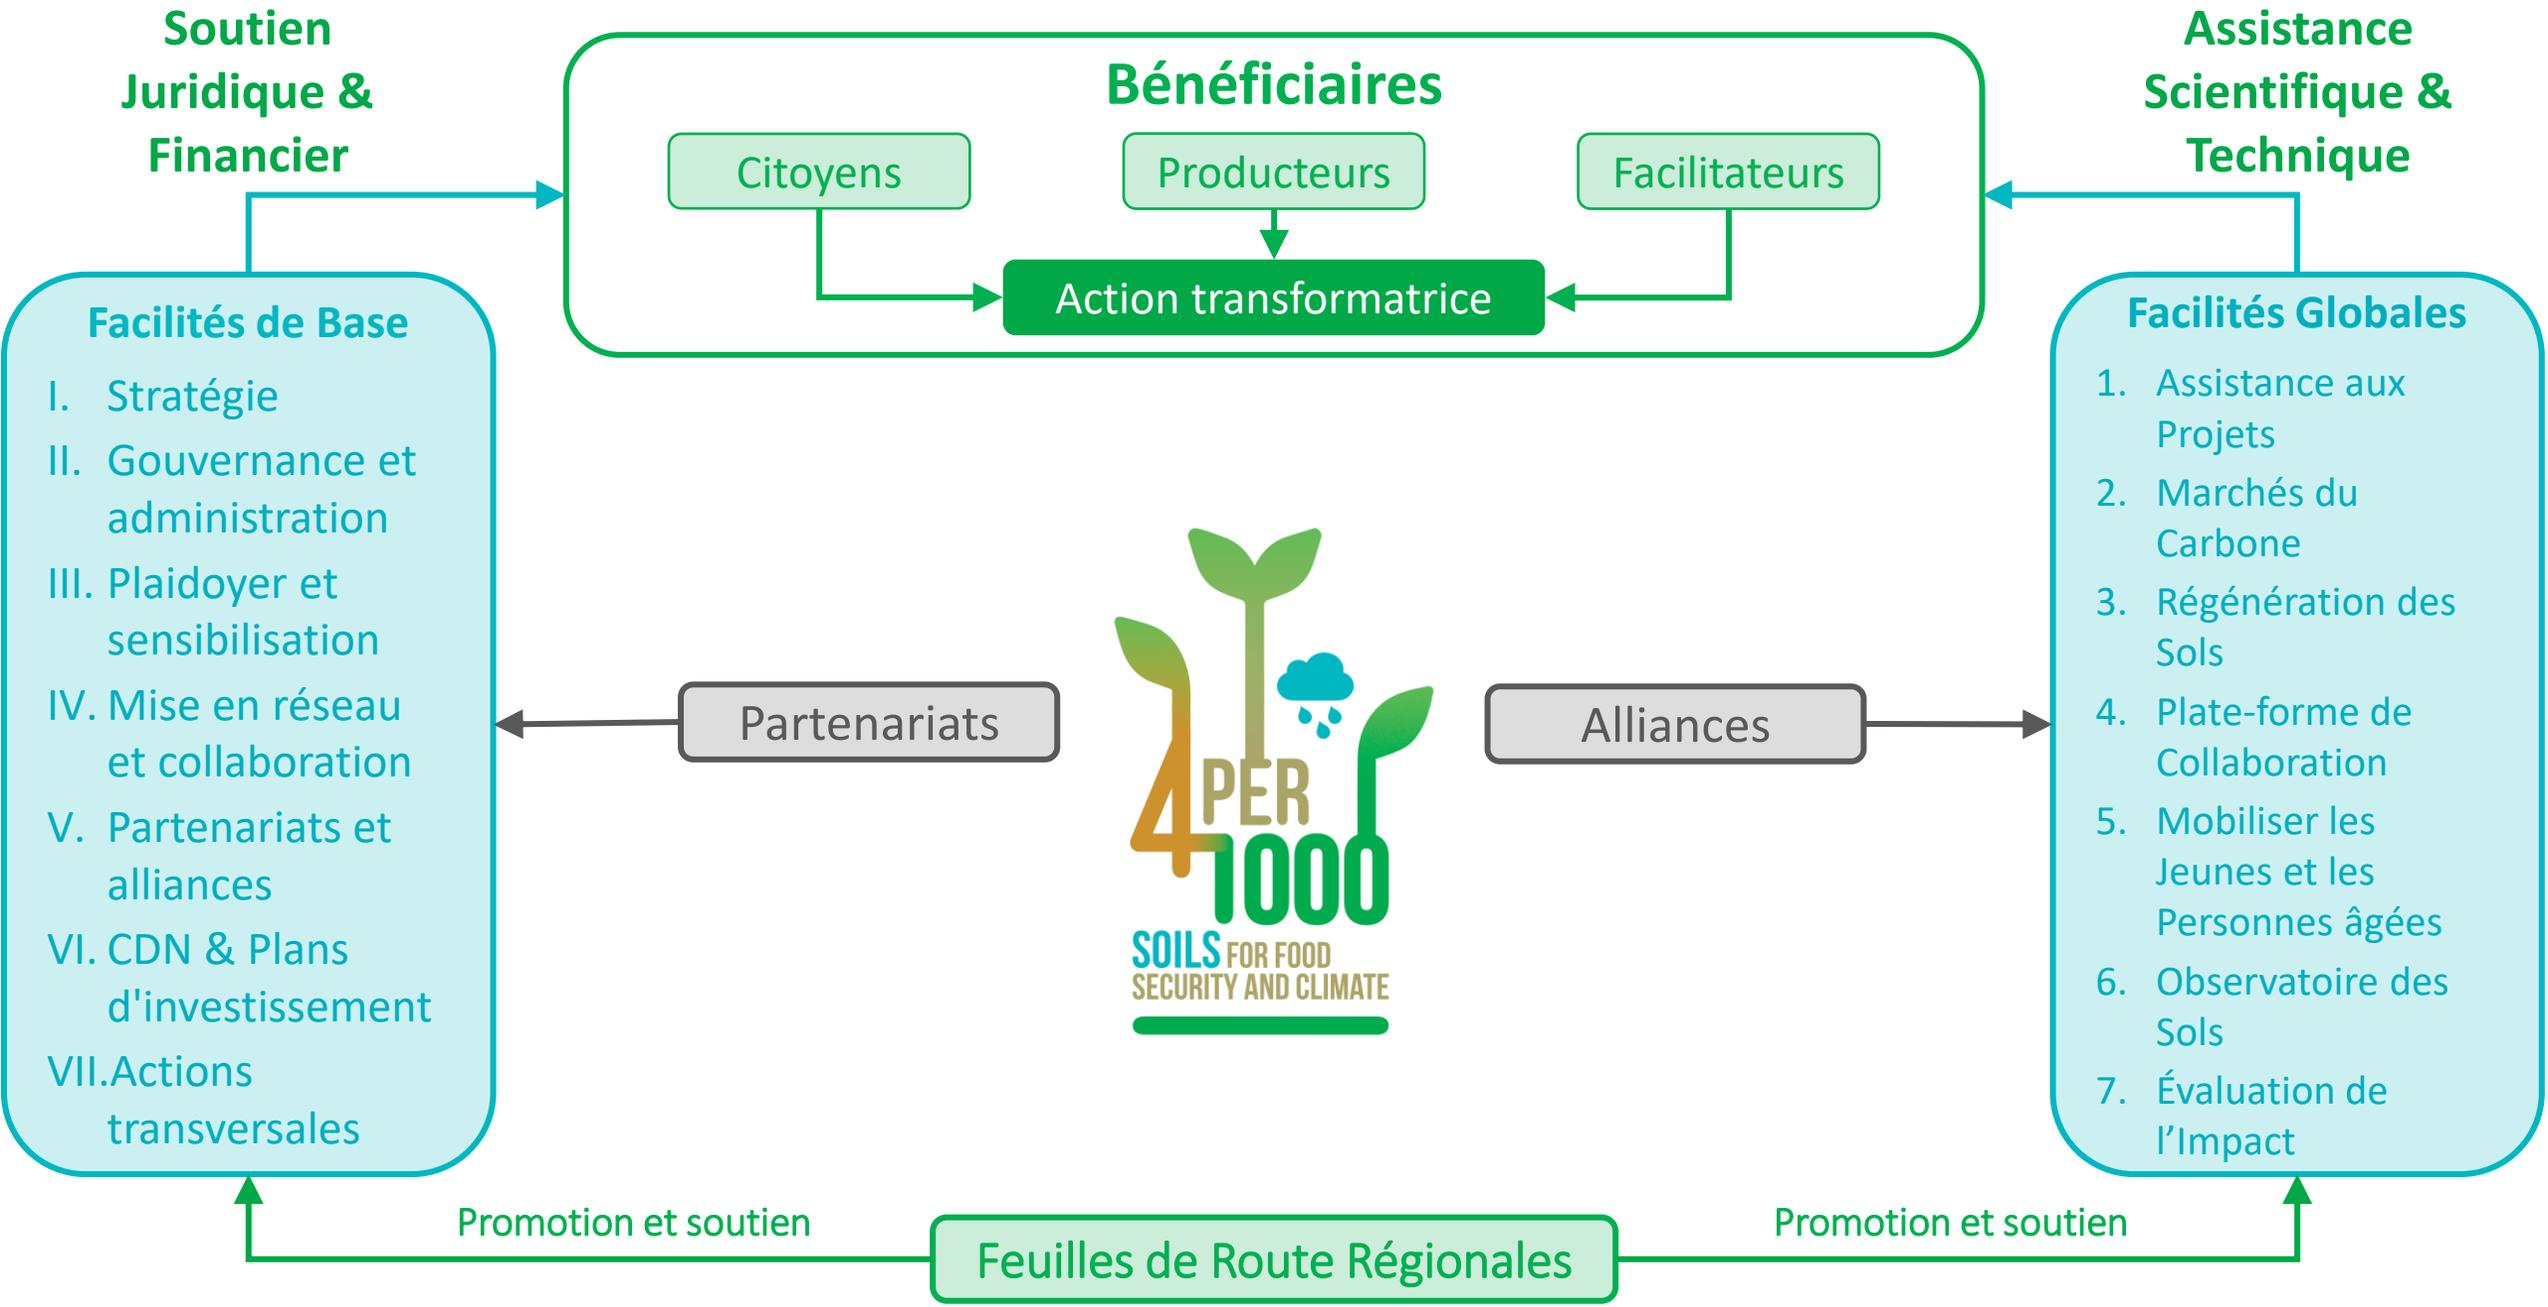 Soutien
Juridique &
Financier
Bénéficiaires
Citoyens
Producteurs
Facilitateurs
Action transformatrice
Assistance
Scientifique &
Technique
Facilités de Base
I. Stratégie
II. Gouvernance et
administration
III. Plaidoyer et
sensibilisation
IV. Mise en réseau
et collaboration
V. Partenariats et
alliances
VI. CDN & Plans
d'investissement
VII.Actions
transversales
Partenariats
4 PER
1000
SOILS FOR FOOD
SECURITY AND CLIMATE
Alliances
Facilités Globales
1. Assistance aux
Projets
2. Marchés du
Carbone
3. Régénération des
Sols
4. Plate-forme de
Collaboration
5. Mobiliser les
Jeunes et les
Personnes âgées
6. Observatoire des
Sols
7. Évaluation de
l’Impact
Promotion et soutien
Feuilles de Route Régionales
Promotion et soutien